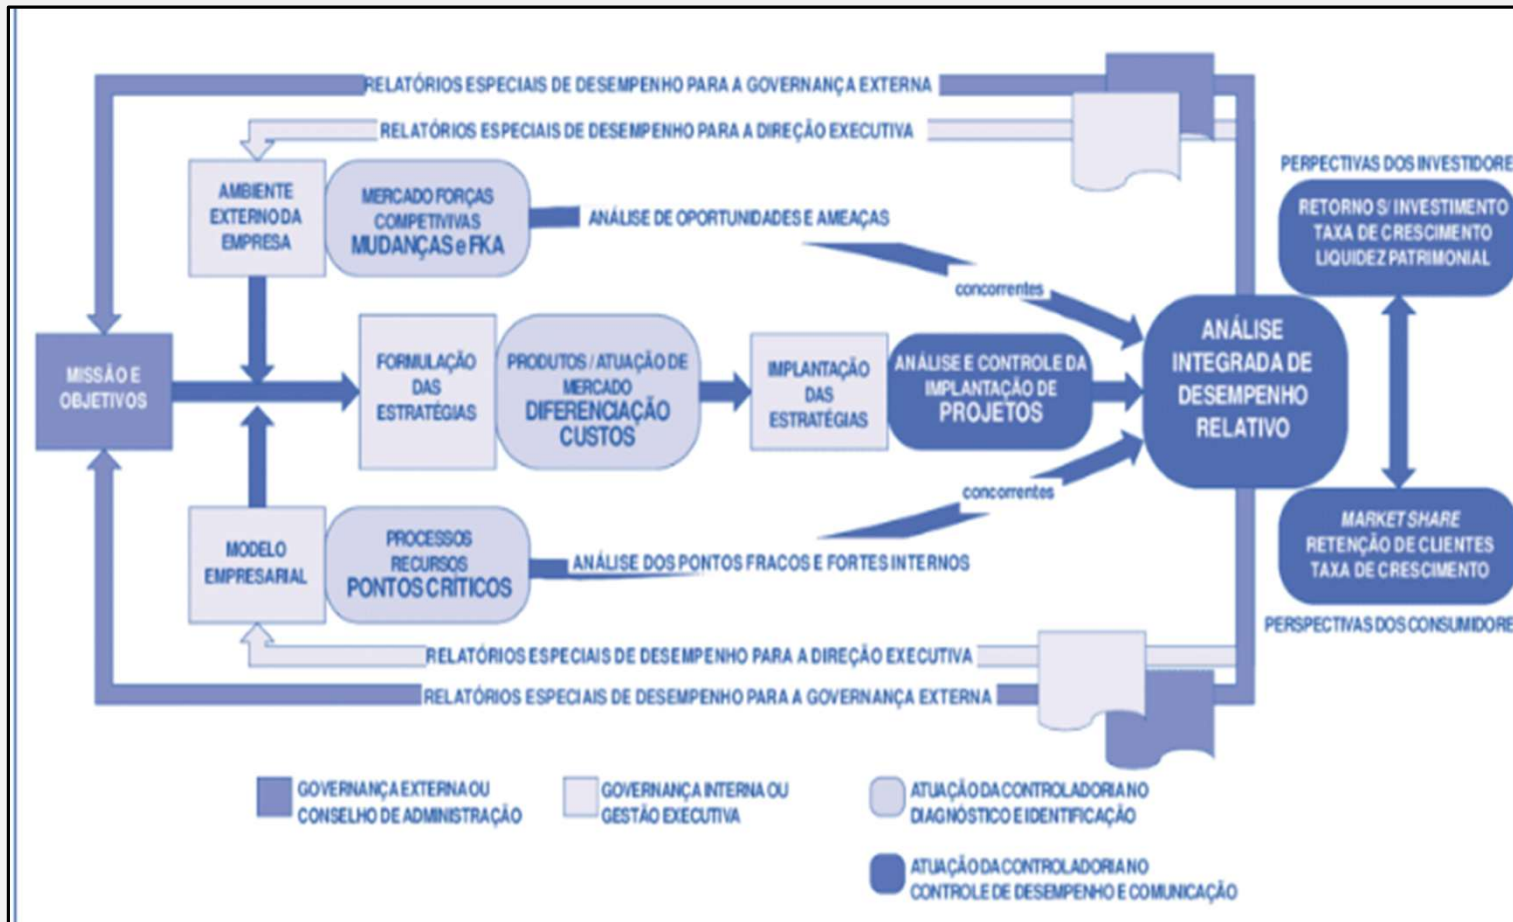 RELATÓRIOS ESPECIAIS DE DESEMPENHO PARA A GOVERNANÇA EXTERNA
RELATÓRIOS ESPECIAIS DE DESEMPENHO PARA A DIREÇÃO EXECUTIVA
AMBIENTE
EXTERNO DA
EMPRESA
MERCADO FORÇAS
COMPETIVIVAS
MUDANÇAS e FKA
ANÁLISE DE OPORTUNIDADES E AMEAÇAS
concorrentes
PERPECTIVAS DOS INVESTIDORE
RETORNO S/ INVESTIMENTO
TAXA DE CRESCIMENTO
LIQUIDEZ PATRIMONIAL
MISSÃO E
OBJETIVOS
FORMULAÇÃO
DAS
ESTRATÉGIAS
PRODUTOS / ATUAÇÃO DE
MERCADO
DIFERENCIAÇÃO
CUSTOS
IMPLANTAÇÃO
DAS
ESTRATÉGIAS
ANÁLISE E CONTROLE DA
IMPLANTAÇÃO DE
PROJETOS
ANÁLISE
INTEGRADA DE
DESEMPENHO
RELATIVO
MODELO
EMPRESARIAL
PROCESSOS
RECURSOS
PONTOS CRÍTICOS
ANÁLISE DOS PONTOS FRACOS E FORTES INTERNOS
concorrentes
MARKET SHARE
RETENÇÃO DE CLIENTES
TAXA DE CRESCIMENTO
PERSPECTIVAS DOS CONSUMIDORE
RELATÓRIOS ESPECIAIS DE DESEMPENHO PARA A DIREÇÃO EXECUTIVA
RELATÓRIOS ESPECIAIS DE DESEMPENHO PARA A GOVERNANÇA EXTERNA
GOVERNANÇA EXTERNA OU
CONSELHO DE ADMINISTRAÇÃO
GOVERNANÇA INTERNA OU
GESTÃO EXECUTIVA
ATUAÇÃO DA CONTROLADORIA NO
DIAGNÓSTICO E IDENTIFICAÇÃO
ATUAÇÃO DA CONTROLADORIA NO
CONTROLE DE DESEMPENHO E COMUNICAÇÃO